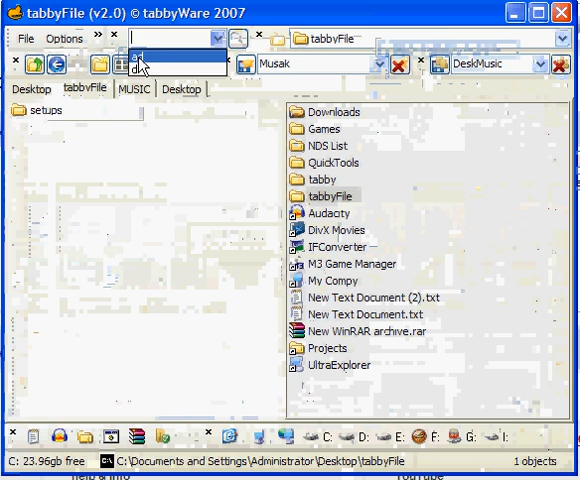 tabbyFile (v2.0) © tabbyWare 2007
File Options tabbyFile
Musak DeskMusic
Desktop tabbyFile MUSIC Desktop
setups
Downloads
Games
NDS List
QuickTools
tabby
tabbyFile
Audacity
DivX Movies
IFConverter
M3 Game Manager
My Compy
New Text Document (2).txt
New Text Document.txt
New WinRAR archive.rar
Projects
UltraExplorer
C: D: E: F: G: I:
C: 23.96gb free C:\Documents and Settings\Administrator\Desktop\tabbyFile 1 objects